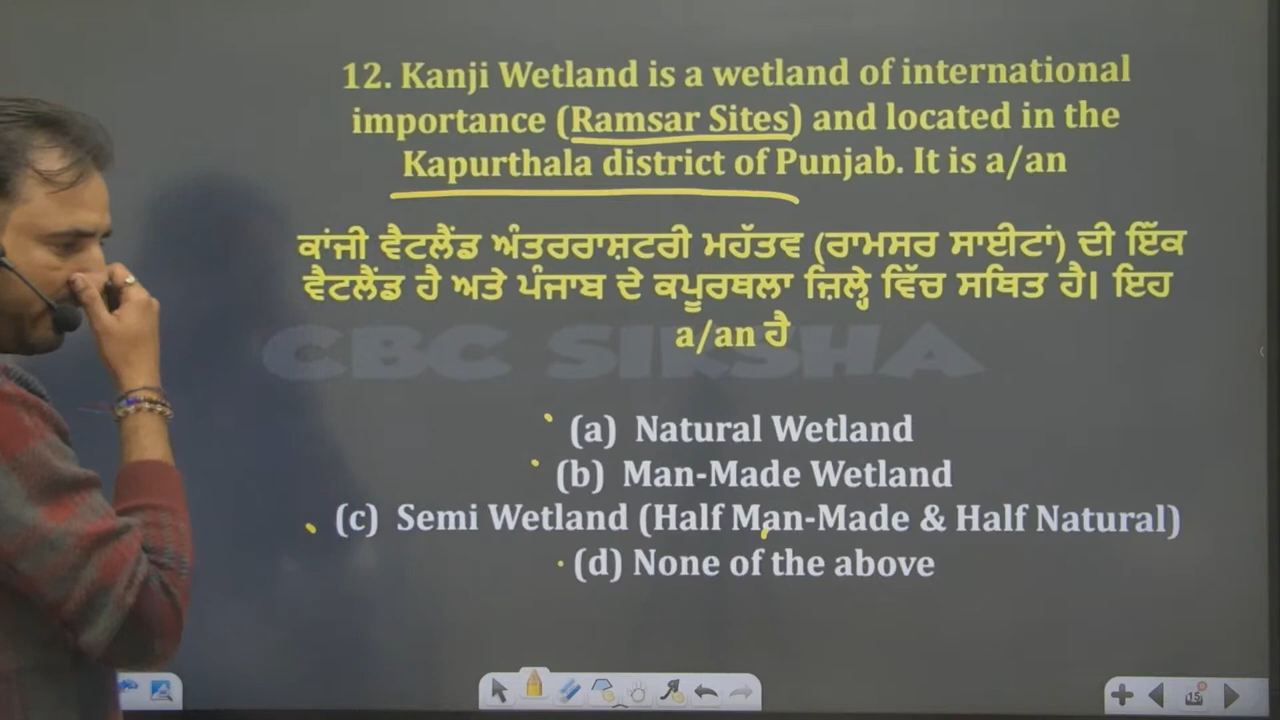 12. Kanji Wetland is a wetland of international
importance (Ramsar Sites) and located in the
Kapurthala district of Punjab. It is a/an
ਕਾਂਜੀ ਵੈਟਲੈਂਡ ਅੰਤਰਰਾਸ਼ਟਰੀ ਮਹੱਤਵ (ਰਾਮਸਰ ਸਾਈਟਾਂ) ਦੀ ਇੱਕ
ਵੈਟਲੈਂਡ ਹੈ ਅਤੇ ਪੰਜਾਬ ਦੇ ਕਪੂਰਥਲਾ ਜ਼ਿਲ੍ਹੇ ਵਿੱਚ ਸਥਿਤ ਹੈ। ਇਹ
a/an ਹੈ
CBC SIKSHA
(a) Natural Wetland
(b) Man-Made Wetland
(c) Semi Wetland (Half Man-Made & Half Natural)
(d) None of the above
15